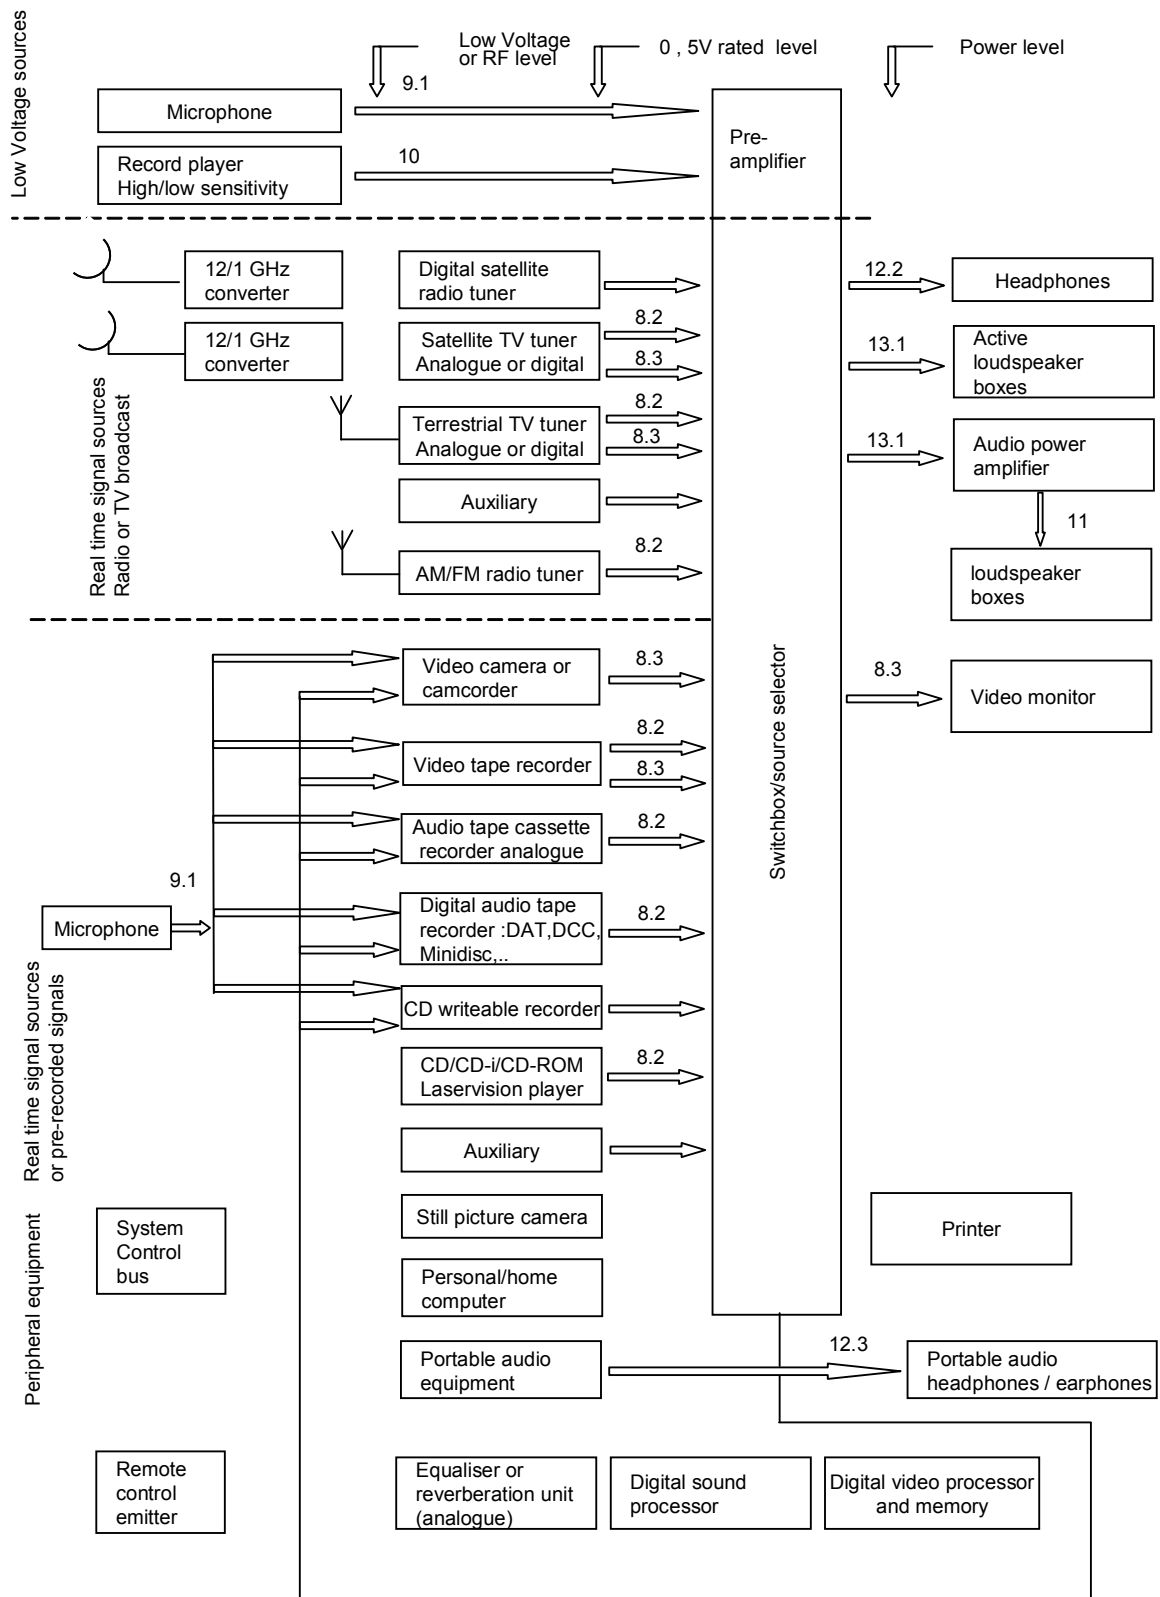 Low Voltage sources
Low Voltage
or RF level
0 , 5V rated level
Power level
9.1
Microphone
Pre-
amplifier
10
Record player
High/low sensitivity
Real time signal sources
Radio or TV broadcast
12/1 GHz
converter
Digital satellite
radio tuner
12.2
Headphones
12/1 GHz
converter
Satellite TV tuner
Analogue or digital
8.2
8.3
13.1
Active
loudspeaker
boxes
Terrestrial TV tuner
Analogue or digital
8.2
8.3
13.1
Audio power
amplifier
Auxiliary
11
AM/FM radio tuner
8.2
loudspeaker
boxes
Switchbox/source selector
Video camera or
camcorder
8.3
8.3
Video monitor
Video tape recorder
8.2
8.3
Audio tape cassette
recorder analogue
8.2
9.1
Microphone
Digital audio tape
recorder :DAT,DCC,
Minidisc,..
8.2
Real time signal sources
or pre-recorded signals
CD writeable recorder
CD/CD-i/CD-ROM
Laservision player
8.2
Auxiliary
Peripheral equipment
System
Control
bus
Still picture camera
Printer
Personal/home
computer
Portable audio
equipment
12.3
Portable audio
headphones / earphones
Remote
control
emitter
Equaliser or
reverberation unit
(analogue)
Digital sound
processor
Digital video processor
and memory